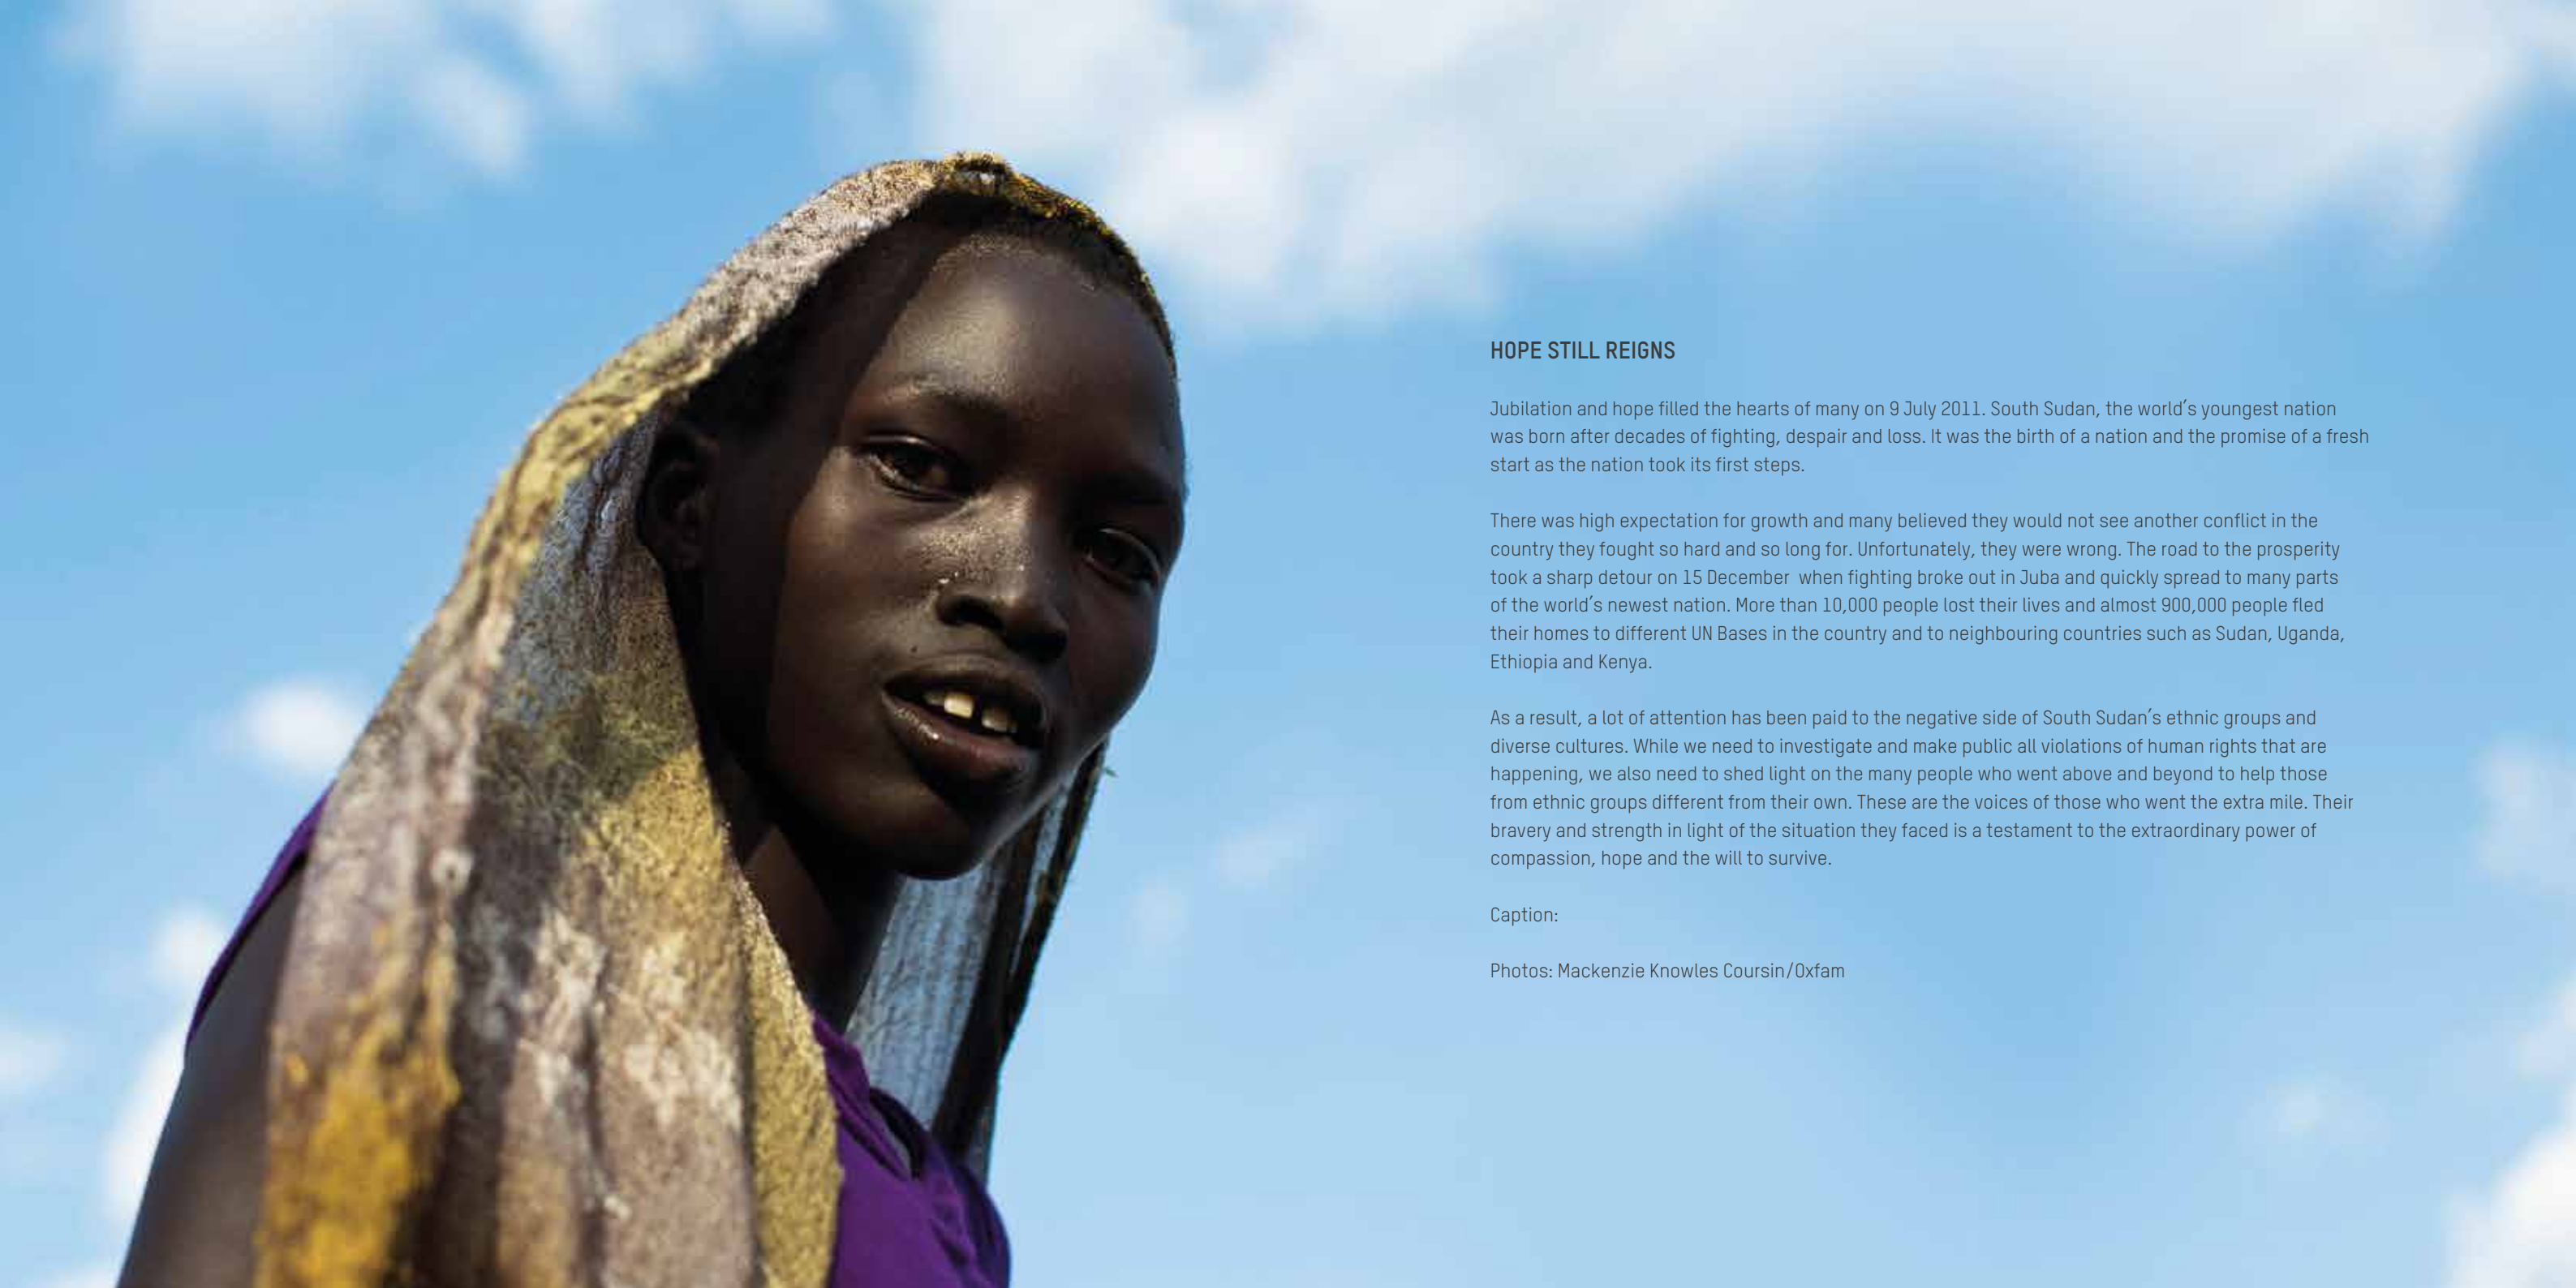 HOPE STILL REIGNS
Jubilation and hope filled the hearts of many on 9 July 2011. South Sudan, the world's youngest nation
was born after decades of fighting, despair and loss. It was the birth of a nation and the promise of a fresh
start as the nation took its first steps.
There was high expectation for growth and many believed they would not see another conflict in the
country they fought so hard and so long for. Unfortunately, they were wrong. The road to the prosperity
took a sharp detour on 15 December  when fighting broke out in Juba and quickly spread to many parts
of the world's newest nation. More than 10,000 people lost their lives and almost 900,000 people fled
their homes to different UN Bases in the country and to neighbouring countries such as Sudan, Uganda,
Ethiopia and Kenya.
As a result, a lot of attention has been paid to the negative side of South Sudan's ethnic groups and
diverse cultures. While we need to investigate and make public all violations of human rights that are
happening, we also need to shed light on the many people who went above and beyond to help those
from ethnic groups different from their own. These are the voices of those who went the extra mile. Their
bravery and strength in light of the situation they faced is a testament to the extraordinary power of
compassion, hope and the will to survive.
Caption:
Photos: Mackenzie Knowles Coursin/Oxfam